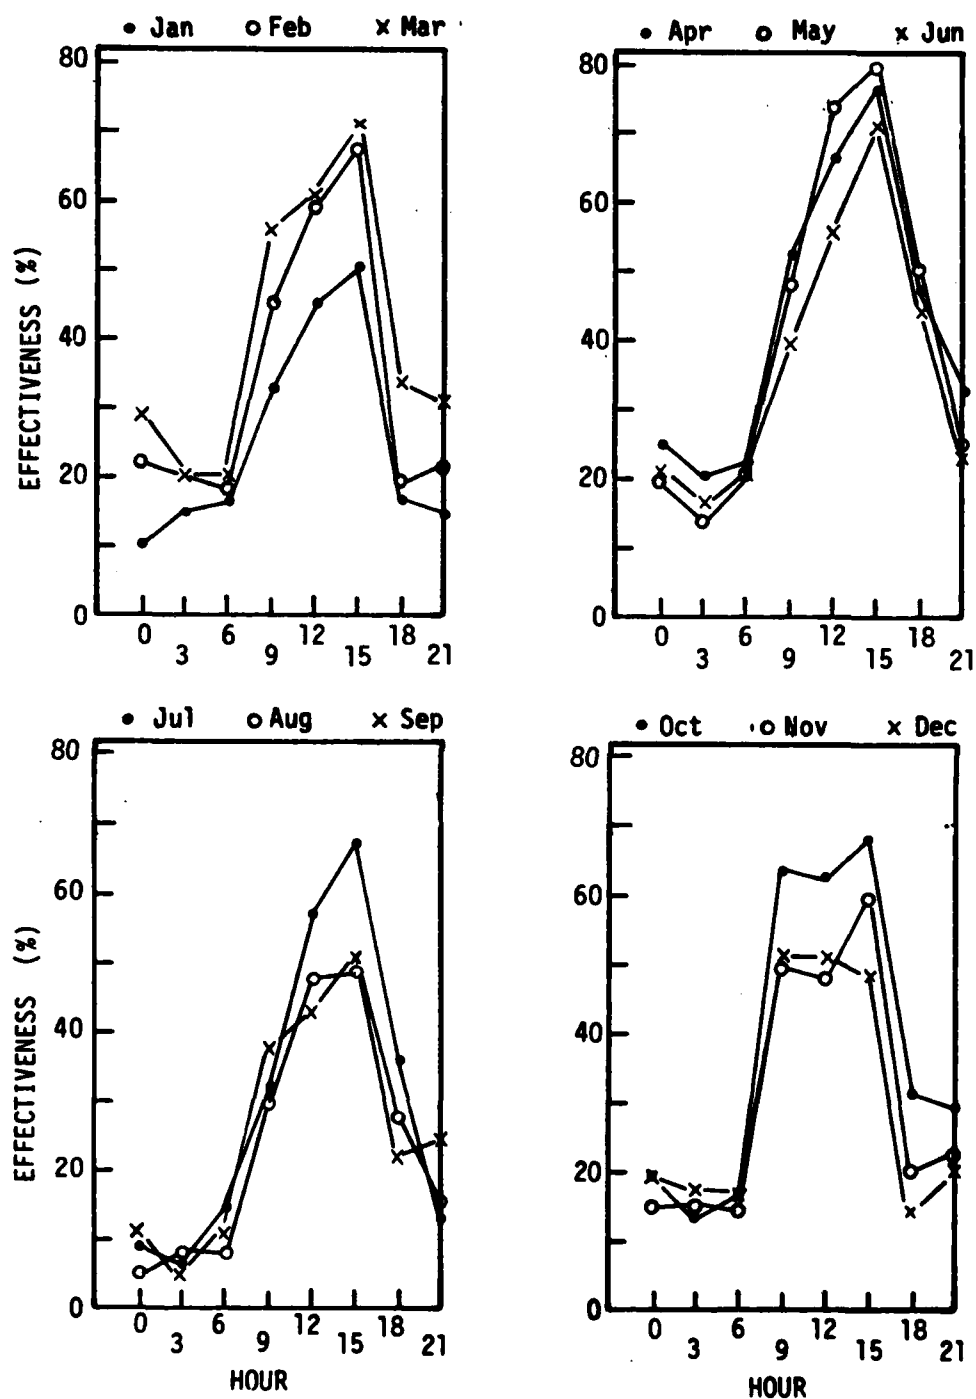 • Jan o Feb x Mar
80
60
40
20
0
EFFECTIVENESS (%)
0 3 6 9 12 15 18 21
• Apr o May x Jun
80
60
40
20
0
0 3 6 9 12 15 18 21
• Jul o Aug x Sep
80
60
40
20
0
EFFECTIVENESS (%)
0 3 6 9 12 15 18 21
HOUR
• Oct o Nov x Dec
80
60
40
20
0
0 3 6 9 12 15 18 21
HOUR